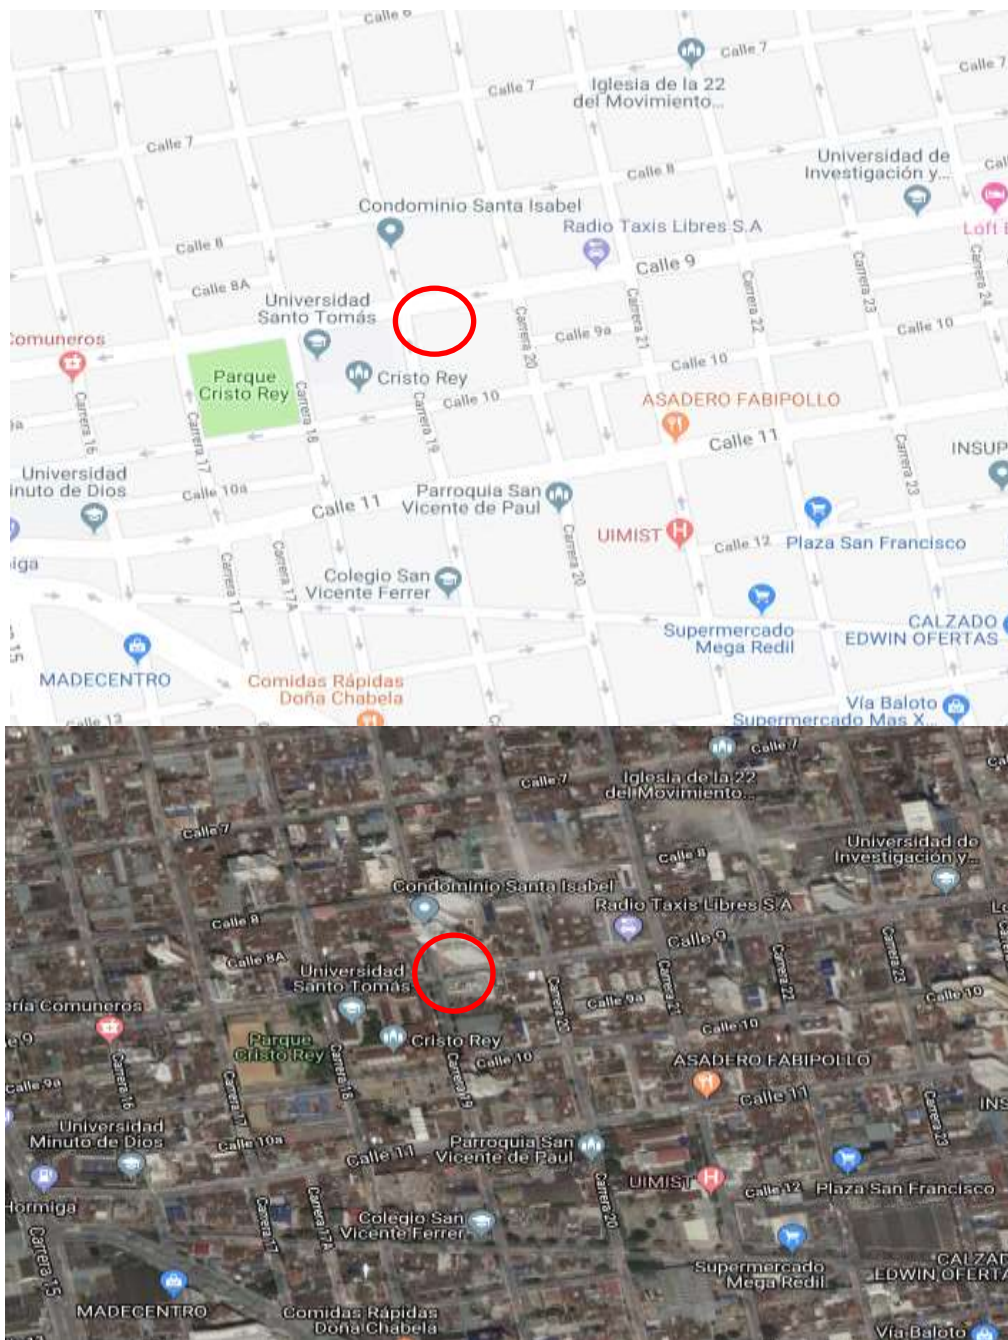 Calle 6
Calle 7
Iglesia de la 22
del Movimiento...
Calle 7
Calle 7
Calle 7
Universidad de
Investigación y...
Cal
Calle 8
Condominio Santa Isabel
Radio Taxis Libres S.A
Loft
Calle 8
Calle 9
Calle 8A
Universidad
Santo Tomás
Carrera 23
Carrera 24
Carrera 21
Carrera 22
Carrera 20
Calle 9a
Calle 10
Comuneros
Parque
Cristo Rey
Cristo Rey
Calle 10
Calle 10
ASADERO FABIPOLLO
Carrera 16
Carrera 17
Carrera 18
Carrera 19
Calle 11
Carrera 23
INSUP
Universidad
inuto de Dios
Calle 10a
Calle 11
Parroquia San
Vicente de Paul
UIMIST
Calle 12
Plaza San Francisco
iga
Colegio San
Vicente Ferrer
Carrera 17
Carrera 17A
Carrera 20
Supermercado
Mega Redil
CALZADO
EDWIN OFERTAS
15
MADECENTRO
Comidas Rápidas
Doña Chabela
Vía Baloto
Supermercado Mas X...
Calle 13
Calle 7
Calle 7
Iglesia de la 22
del Movimiento...
Cal
Calle 7
Universidad de
Investigación y...
Calle 8
Condominio Santa Isabel
Radio Taxis Libres S.A
Calle 8
Calle 9
Calle 8A
Universidad
Santo Tomás
Carrera 20
Carrera 21
Carrera 22
Carrera 23
Calle 9a
Calle 10
ería Comuneros
e 9
Parque
Cristo Rey
Cristo Rey
Calle 10
Calle 10
ASADERO FABIPOLLO
Calle 9a
Carrera 16
Carrera 17
Carrera 18
Carrera 19
Calle 11
Carrera 23
INS
Universidad
Minuto de Dios
Calle 10a
Calle 11
Parroquia San
Vicente de Paul
UIMIST
Calle 12
Plaza San Francisco
Hormiga
Carrera 15
Carrera 17
Carrera 17A
Carrera 20
Colegio San
Vicente Ferrer
Supermercado
Mega Redil
CALZAD
EDWIN OFERTA
MADECENTRO
Comidas Rápidas
Doña Chabela
Vía Baloto